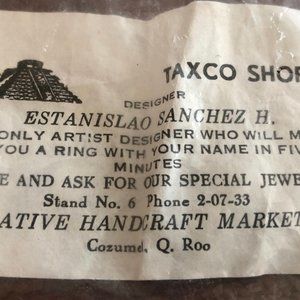 TAXCO SHOP
DESIGNER
ESTANISLAO SANCHEZ H.
ONLY ARTIST DESIGNER WHO WILL M
YOU A RING WITH YOUR NAME IN FIV
MINUTES
E AND ASK FOR OUR SPECIAL JEWE
Stand No. 6 Phone 2-07-33
ATIVE HANDCRAFT MARKET
Cozumel, Q. Roo